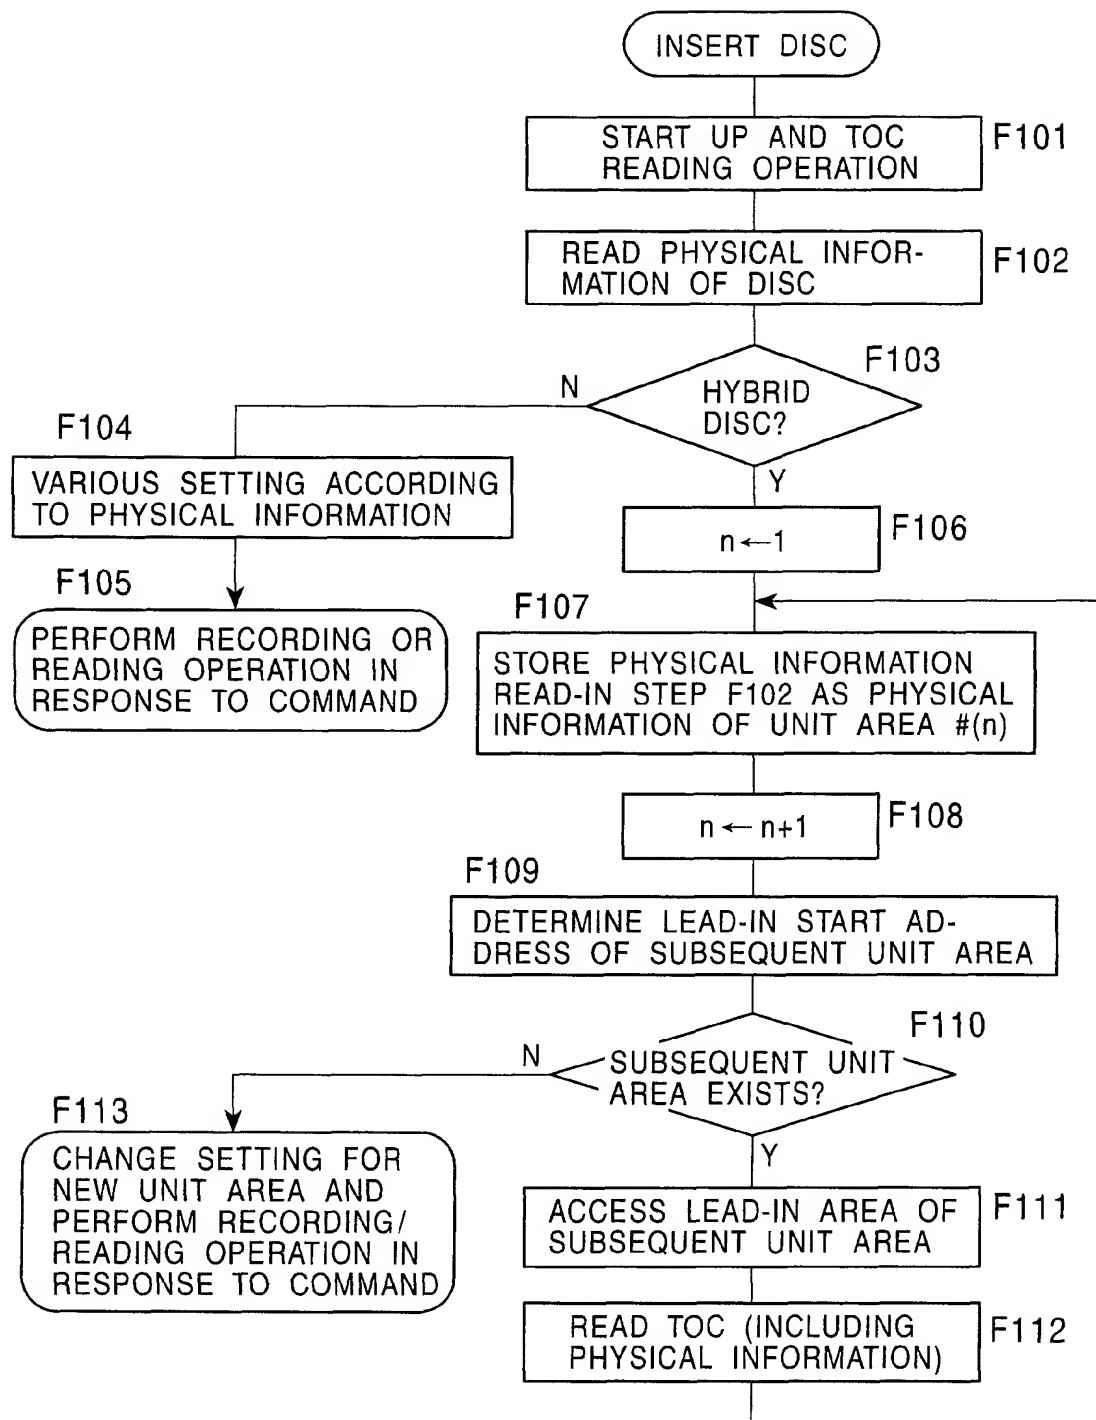 INSERT DISC
START UP AND TOC
READING OPERATION
F101
READ PHYSICAL INFOR-
MATION OF DISC
F102
F103
HYBRID
DISC?
N
Y
F104
VARIOUS SETTING ACCORDING
TO PHYSICAL INFORMATION
F105
PERFORM RECORDING OR
READING OPERATION IN
RESPONSE TO COMMAND
n←1
F106
F107
STORE PHYSICAL INFORMATION
READ-IN STEP F102 AS PHYSICAL
INFORMATION OF UNIT AREA #(n)
n←n+1
F108
F109
DETERMINE LEAD-IN START AD-
DRESS OF SUBSEQUENT UNIT AREA
F110
SUBSEQUENT UNIT
AREA EXISTS?
N
Y
F113
CHANGE SETTING FOR
NEW UNIT AREA AND
PERFORM RECORDING/
READING OPERATION IN
RESPONSE TO COMMAND
ACCESS LEAD-IN AREA OF
SUBSEQUENT UNIT AREA
F111
READ TOC (INCLUDING
PHYSICAL INFORMATION)
F112